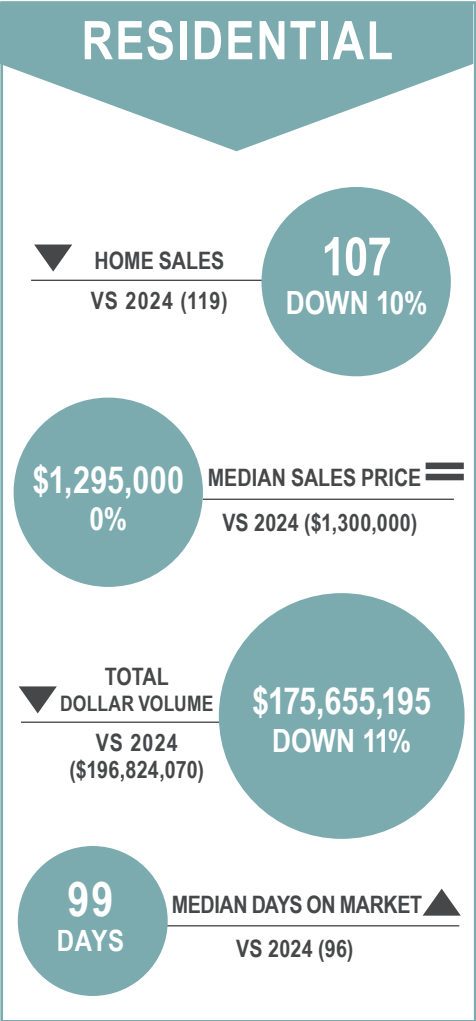 RESIDENTIAL
HOME SALES
VS 2024 (119)
107
DOWN 10%
$1,295,000
0%
MEDIAN SALES PRICE
VS 2024 ($1,300,000)
TOTAL
DOLLAR VOLUME
VS 2024
($196,824,070)
$175,655,195
DOWN 11%
99
DAYS
MEDIAN DAYS ON MARKET
VS 2024 (96)